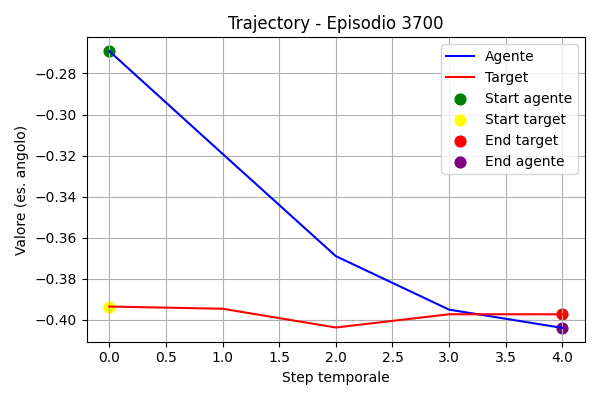 Trajectory - Episodio 3700
Agente
Target
Start agente
Start target
End target
End agente
−0.28
−0.30
−0.32
−0.34
−0.36
−0.38
−0.40
Valore (es. angolo)
0.0 0.5 1.0 1.5 2.0 2.5 3.0 3.5 4.0
Step temporale